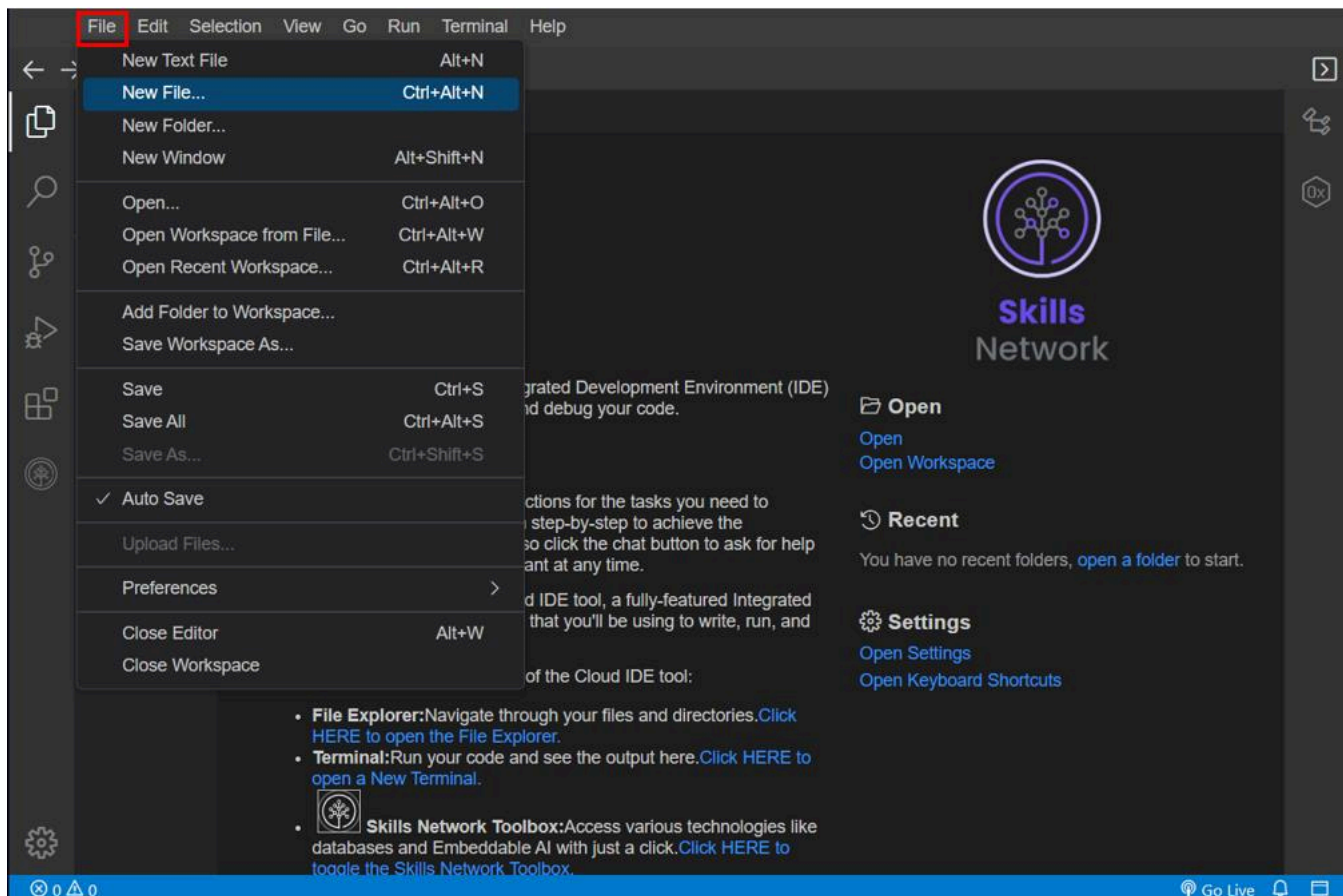 File Edit Selection View Go Run Terminal Help
New Text File Alt+N
New File... Ctrl+Alt+N
New Folder...
New Window Alt+Shift+N
Open... Ctrl+Alt+O
Open Workspace from File... Ctrl+Alt+W
Open Recent Workspace... Ctrl+Alt+R
Add Folder to Workspace...
Save Workspace As...
Save Ctrl+S
Save All Ctrl+Alt+S
Save As... Ctrl+Shift+S
Auto Save
Upload Files...
Preferences
Close Editor Alt+W
Close Workspace
grated Development Environment (IDE)
nd debug your code.
ctions for the tasks you need to
step-by-step to achieve the
so click the chat button to ask for help
ant at any time.
d IDE tool, a fully-featured Integrated
that you'll be using to write, run, and
of the Cloud IDE tool:
• File Explorer:Navigate through your files and directories.Click
HERE to open the File Explorer.
• Terminal:Run your code and see the output here.Click HERE to
open a New Terminal.
• Skills Network Toolbox:Access various technologies like
databases and Embeddable AI with just a click.Click HERE to
toggle the Skills Network Toolbox.
Skills
Network
Open
Open
Open Workspace
Recent
You have no recent folders, open a folder to start.
Settings
Open Settings
Open Keyboard Shortcuts
0x
0 0
Go Live